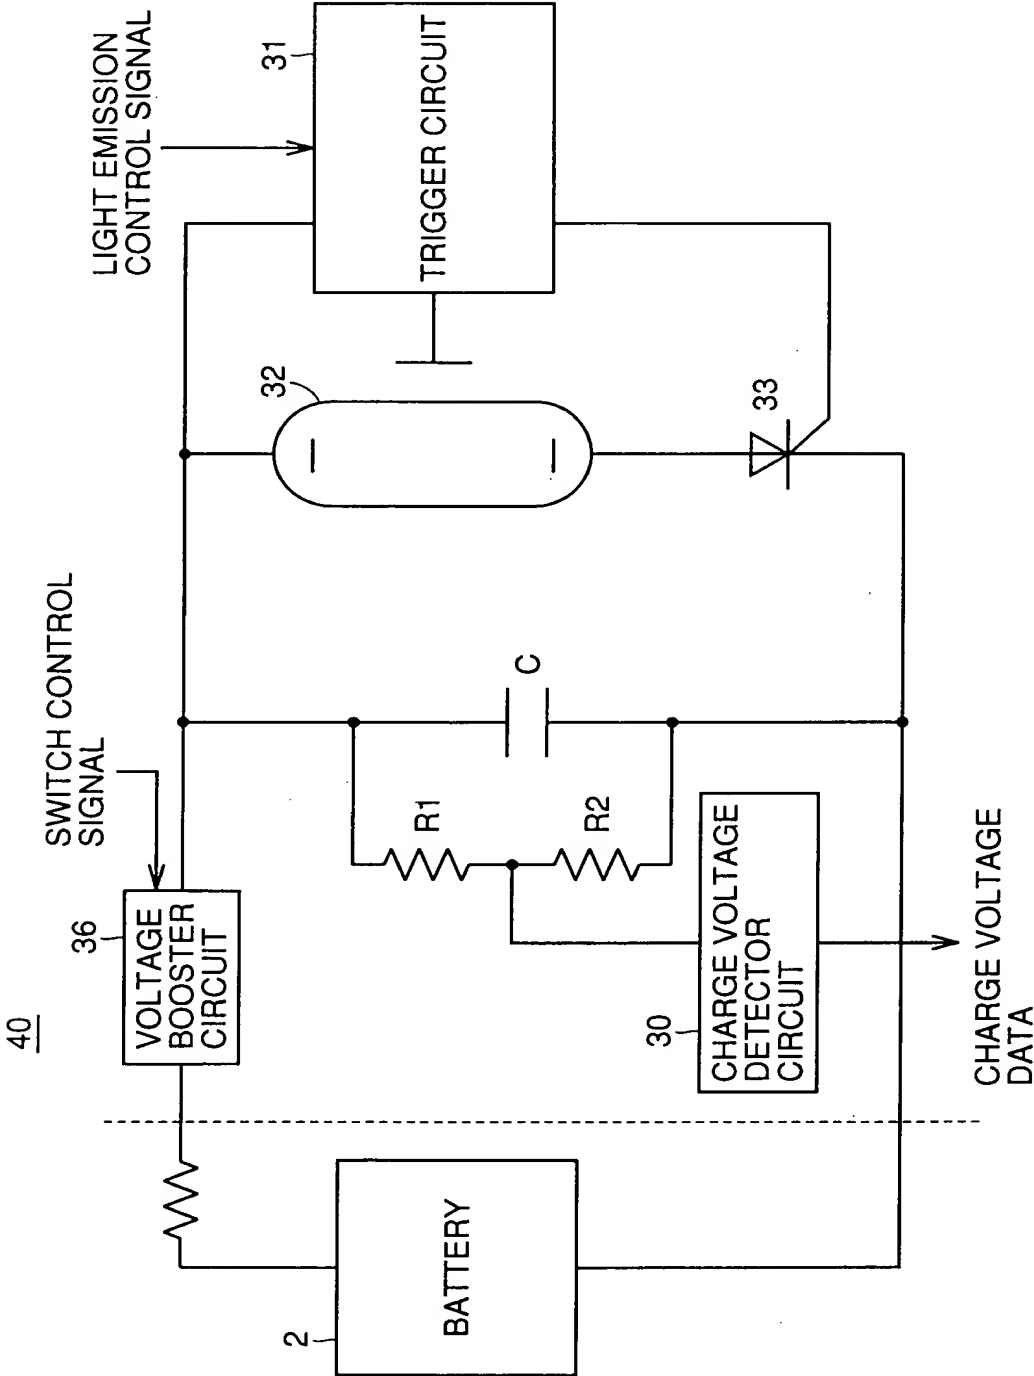 40
36
VOLTAGE
BOOSTER
CIRCUIT
SWITCH CONTROL
SIGNAL
LIGHT EMISSION
CONTROL SIGNAL
2
BATTERY
30
CHARGE VOLTAGE
DETECTOR
CIRCUIT
R1
R2
C
32
33
31
TRIGGER CIRCUIT
CHARGE VOLTAGE
DATA